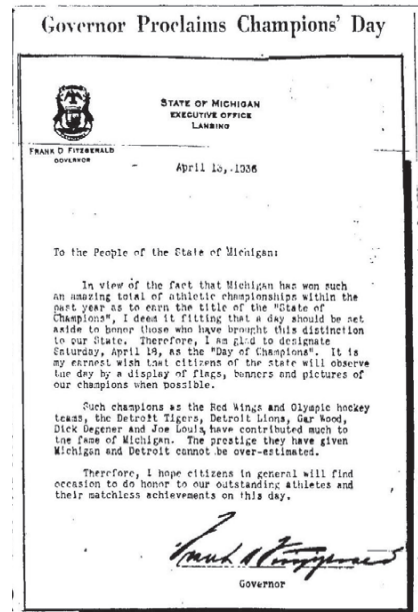 Governor Proclaims Champions' Day
STATE OF MICHIGAN
EXECUTIVE OFFICE
LANSING
FRANK D FITZGERALD
GOVERNOR
April 13, 1936
To the People of the State of Michigan:
In view of the fact that Michigan has won such
an amazing total of athletic championships within the
past year as to earn the title of the "State of
Champions", I deem it fitting that a day should be set
aside to honor those who have brought this distinction
to our State. Therefore, I am glad to designate
Saturday, April 18, as the "Day of Champions". It is
my earnest wish that citizens of the state will observe
the day by a display of flags, banners and pictures of
our champions when possible.
Such champions as the Red Wings and Olympic hockey
teams, the Detroit Tigers, Detroit Lions, Gar Wood,
Dick Degener and Joe Louis, have contributed much to
the fame of Michigan. The prestige they have given
Michigan and Detroit cannot be over-estimated.
Therefore, I hope citizens in general will find
occasion to do honor to our outstanding athletes and
their matchless achievements on this day.
Frank D Fitzgerald
Governor